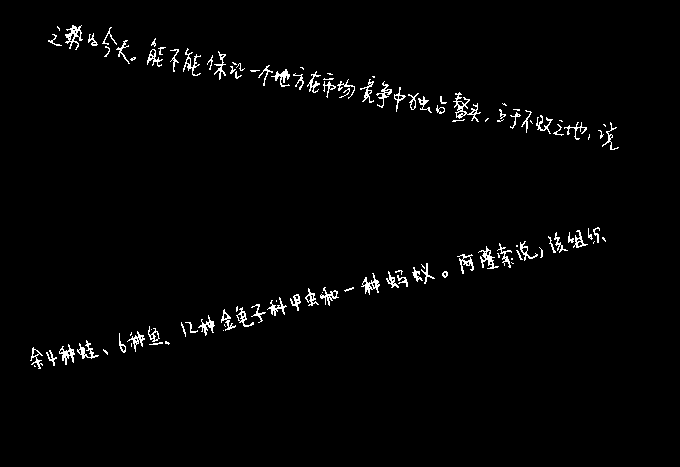 之势的今天。能不能保证一个地方在市场竞争中独占鳌头，立于不败之地，说
余4种蛙、6种鱼、12种金龟子科甲虫和一种蚂蚁。阿隆索说，该组织